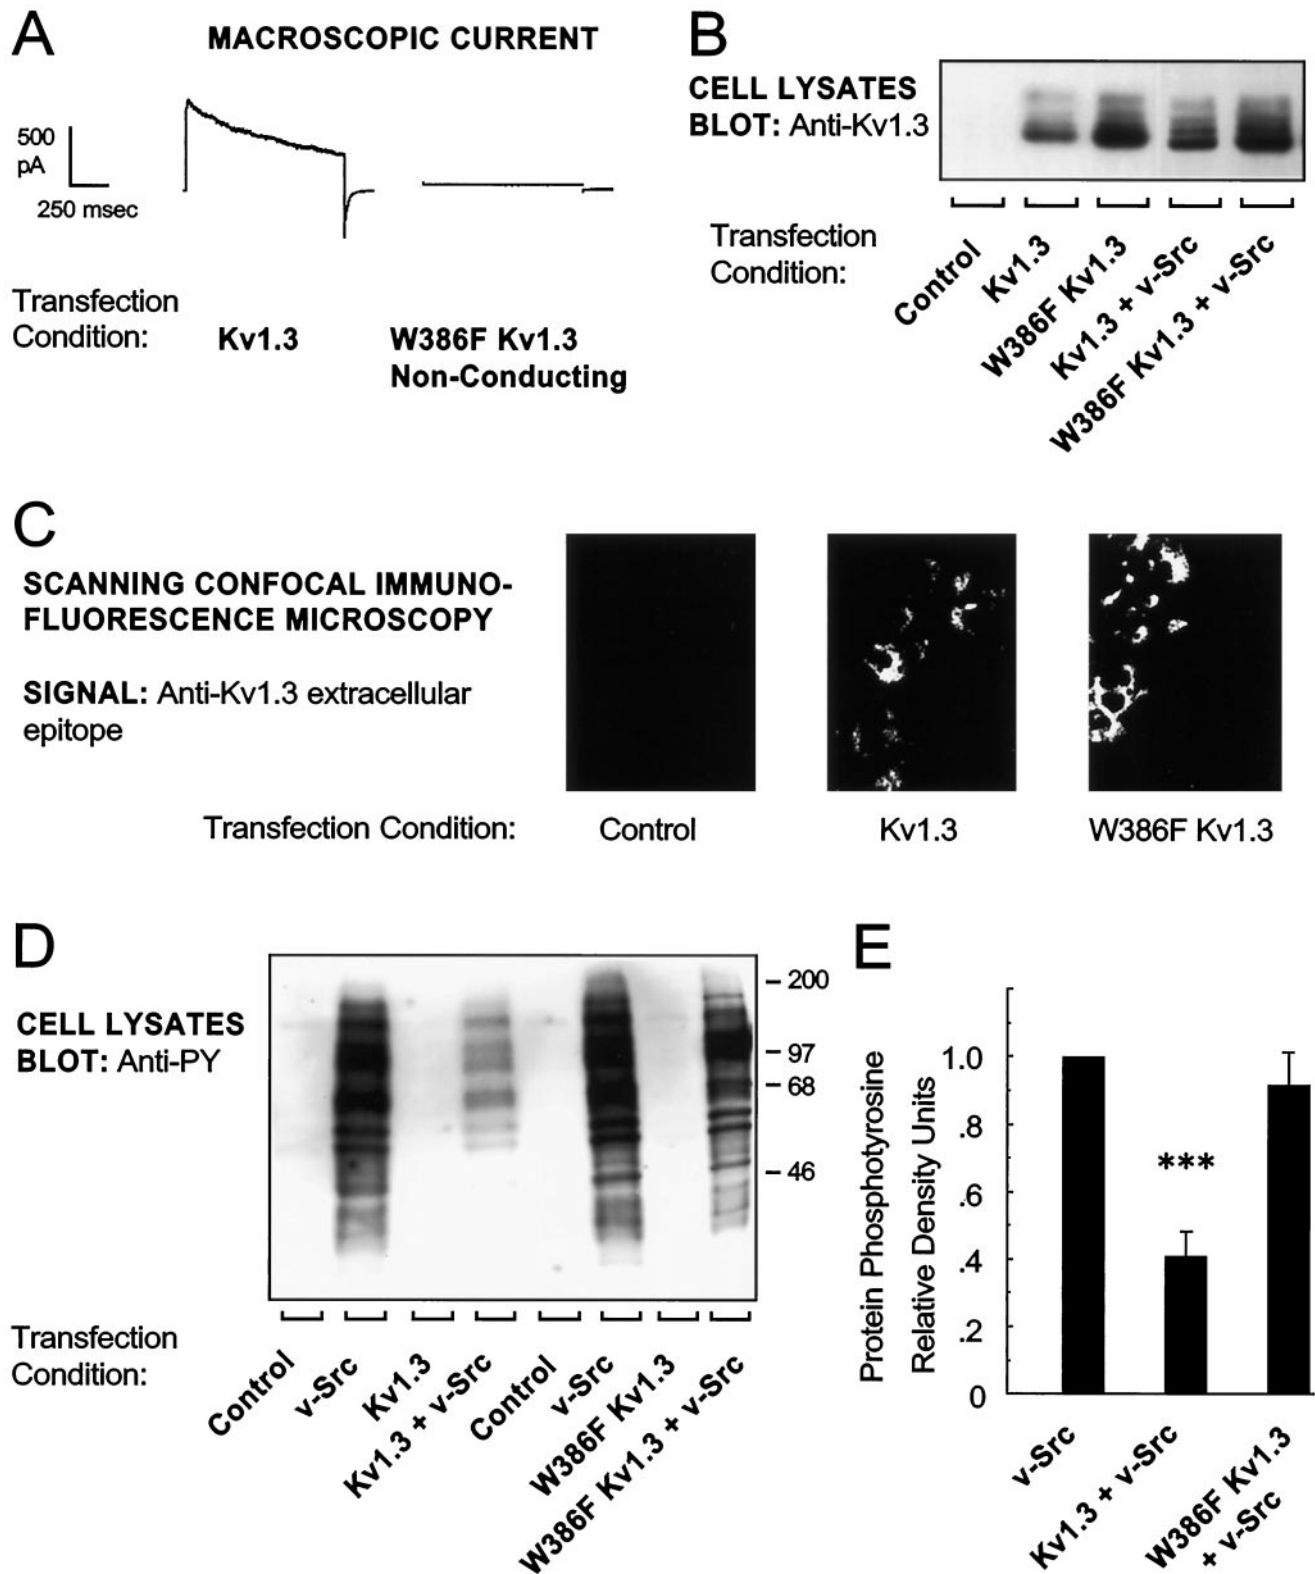 A
MACROSCOPIC CURRENT
500
pA
250 msec
Transfection
Condition:
Kv1.3
W386F Kv1.3
Non-Conducting
B
CELL LYSATES
BLOT: Anti-Kv1.3
Transfection
Condition:
Control
Kv1.3
W386F Kv1.3
Kv1.3 + v-Src
W386F Kv1.3 + v-Src
C
SCANNING CONFOCAL IMMUNO-
FLUORESCENCE MICROSCOPY
SIGNAL: Anti-Kv1.3 extracellular
epitope
Transfection Condition:
Control
Kv1.3
W386F Kv1.3
D
CELL LYSATES
BLOT: Anti-PY
– 200
– 97
– 68
– 46
Transfection
Condition:
Control
v-Src
Kv1.3
Kv1.3 + v-Src
Control
v-Src
W386F Kv1.3
W386F Kv1.3 + v-Src
E
Protein Phosphotyrosine
Relative Density Units
1.0
.8
.6
.4
.2
0
***
v-Src
Kv1.3 + v-Src
W386F Kv1.3
+ v-Src